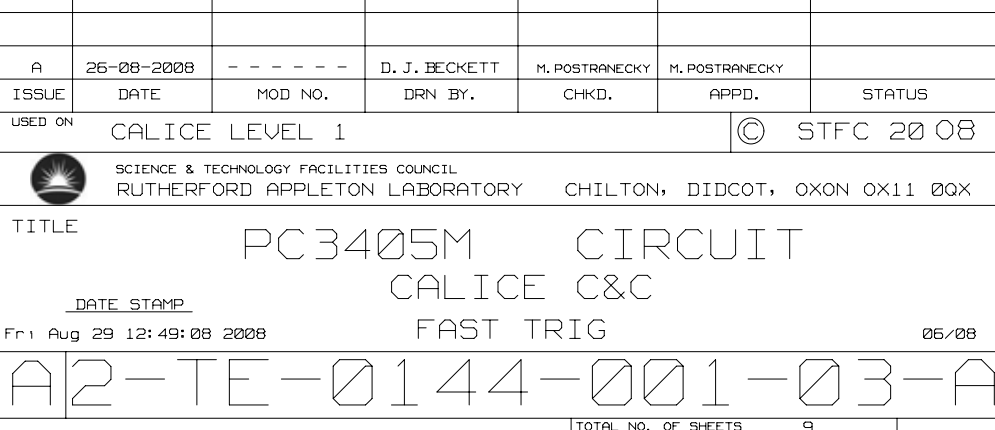 A 26-08-2008 ------ D.J.BECKETT M.POSTRANECKY M.POSTRANECKY
ISSUE DATE MOD NO. DRN BY. CHKD. APPD. STATUS
USED ON CALICE LEVEL 1 © STFC 20 08
SCIENCE & TECHNOLOGY FACILITIES COUNCIL
RUTHERFORD APPLETON LABORATORY CHILTON, DIDCOT, OXON OX11 0QX
TITLE
PC3405M CIRCUIT
CALICE C&C
DATE STAMP
Fri Aug 29 12:49:08 2008 FAST TRIG 06/08
A2-TE-0144-001-03-A
TOTAL NO. OF SHEETS 9